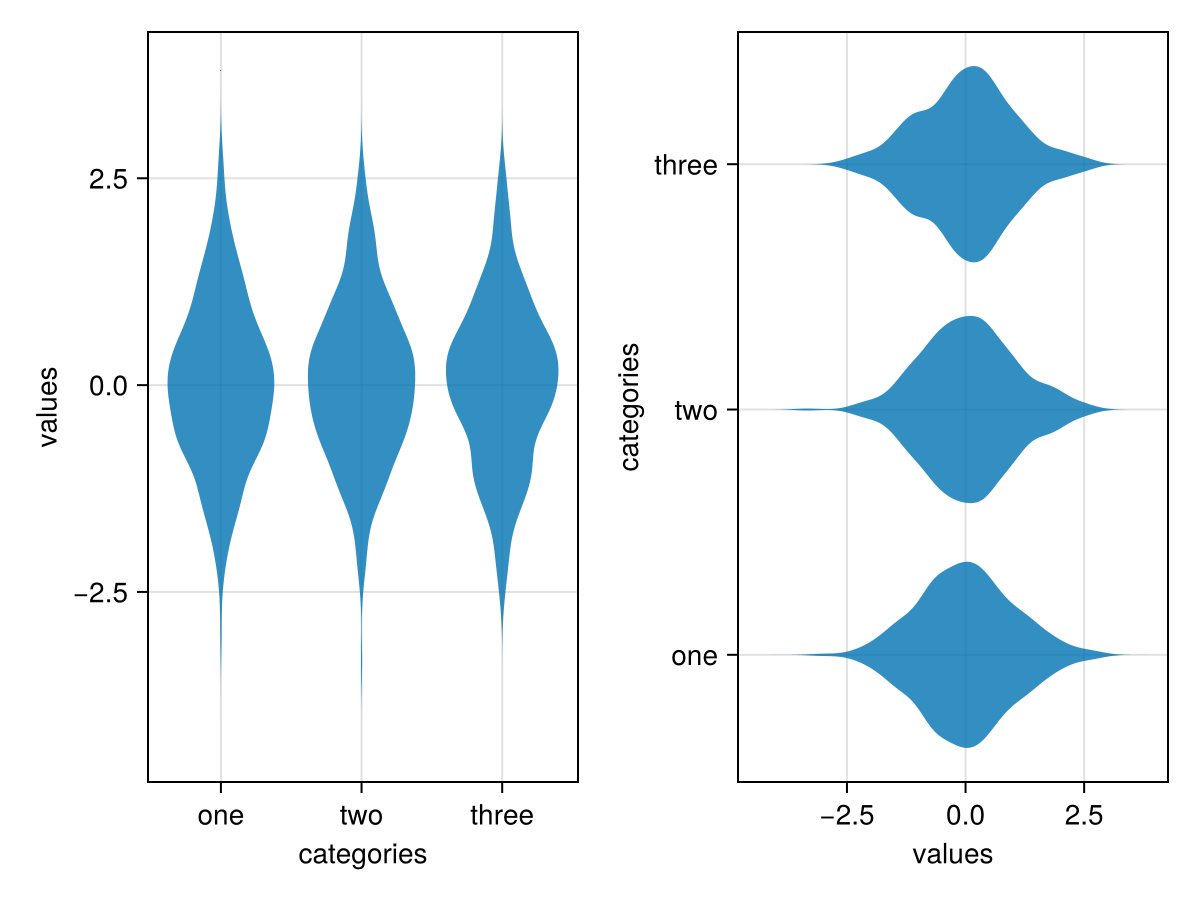 values
2.5
0.0
−2.5
one two three
categories
categories
three
two
one
−2.5 0.0 2.5
values